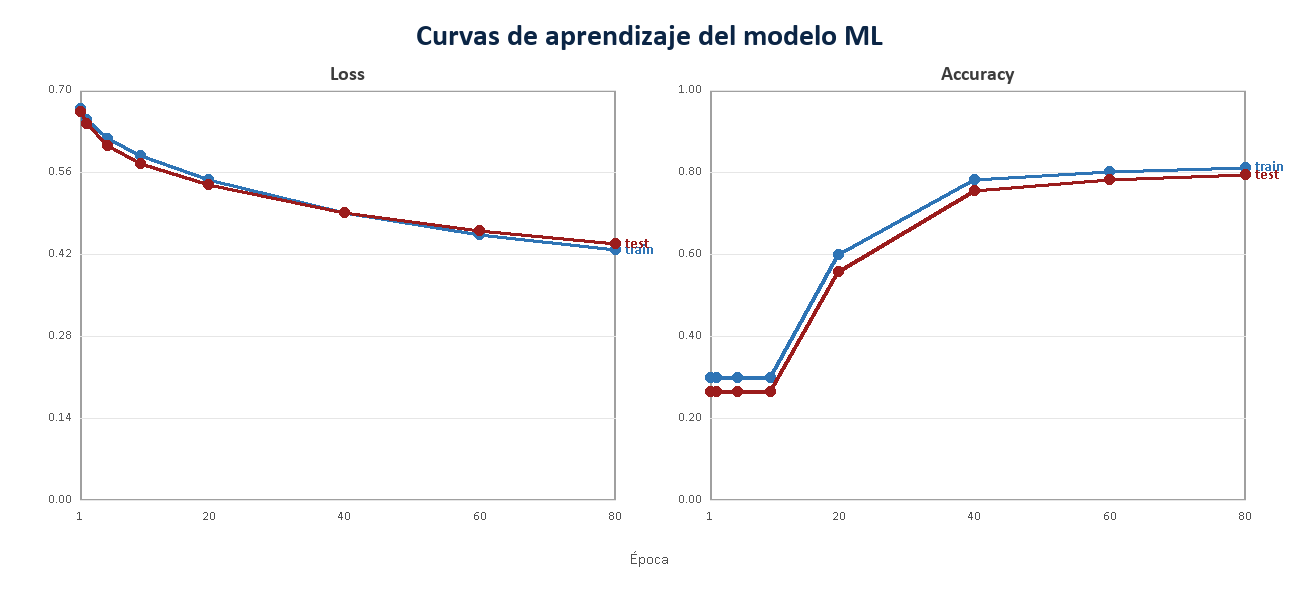 Curvas de aprendizaje del modelo ML
Loss
0.70
0.56
0.42
0.28
0.14
0.00
1 20 40 60 80
test
train
Accuracy
1.00
0.80
0.60
0.40
0.20
0.00
1 20 40 60 80
train
test
Época